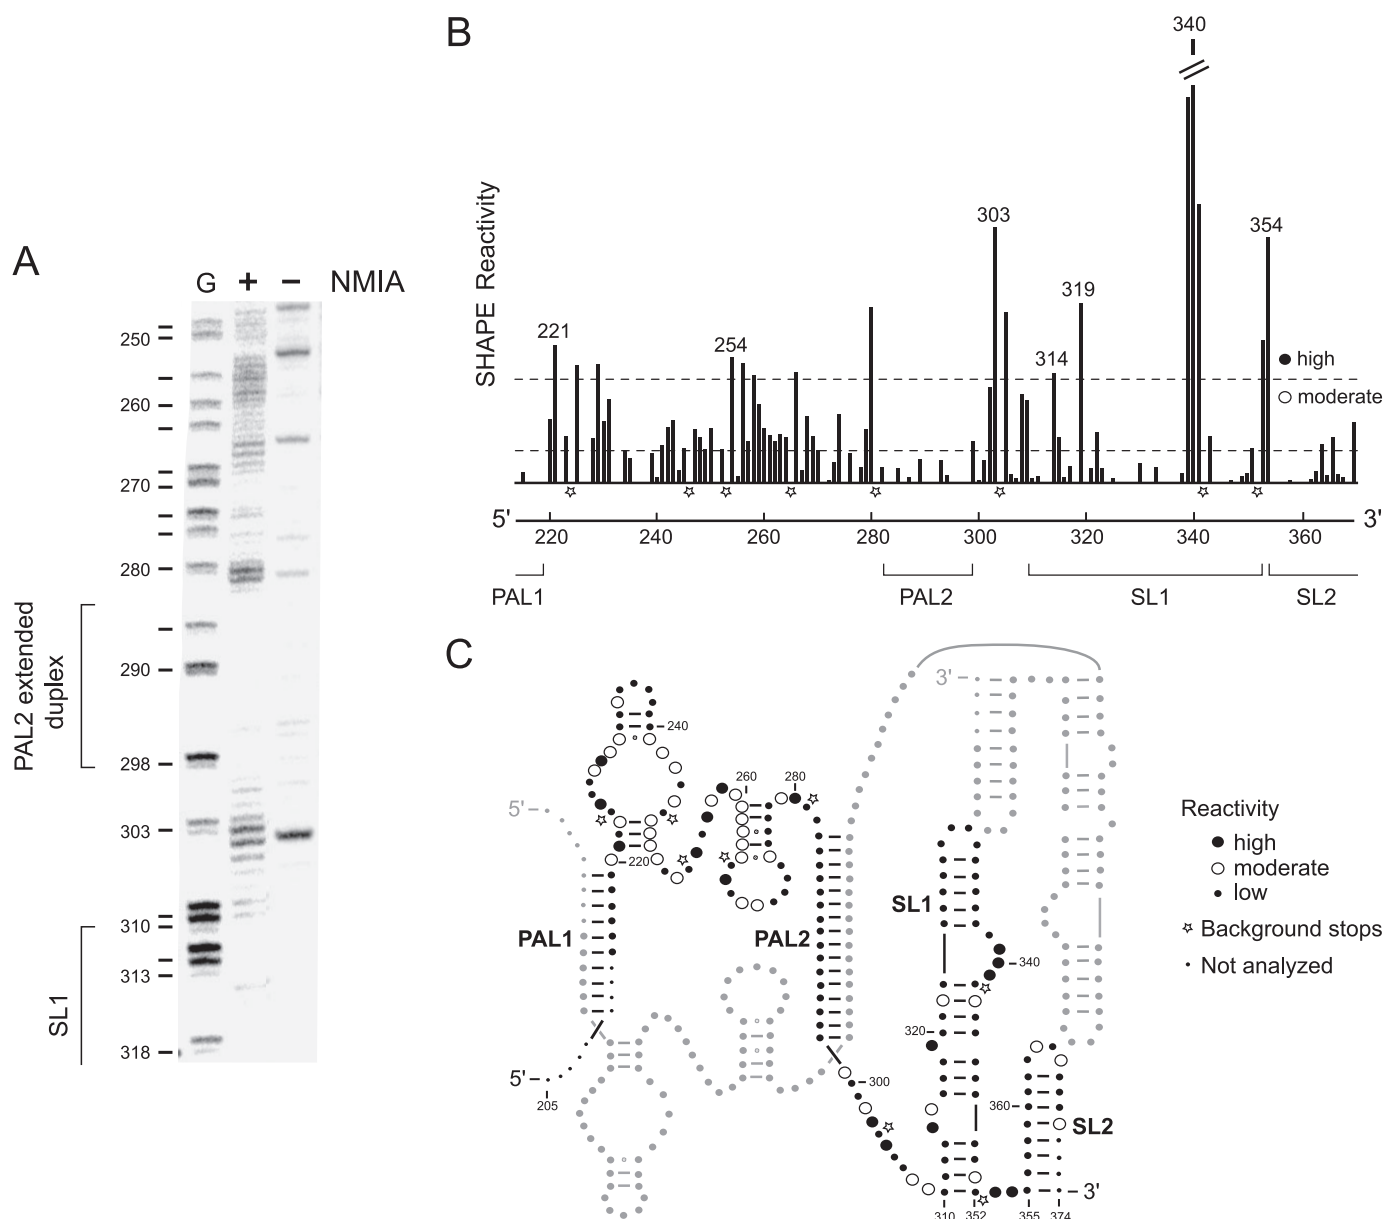 A
G + − NMIA
250
260
270
280
290
298
303
310
313
318
PAL2 extended
duplex
SL1
B
SHAPE Reactivity
340
303
354
319
221
254
314
high
moderate
5' 3'
220 240 260 280 300 320 340 360
PAL1 PAL2 SL1 SL2
C
3'
240
260
280
5'
220
SL1
PAL1
PAL2
340
320
300
5'
205
360
SL2
3'
310 352 355 374
Reactivity
high
moderate
low
Background stops
Not analyzed